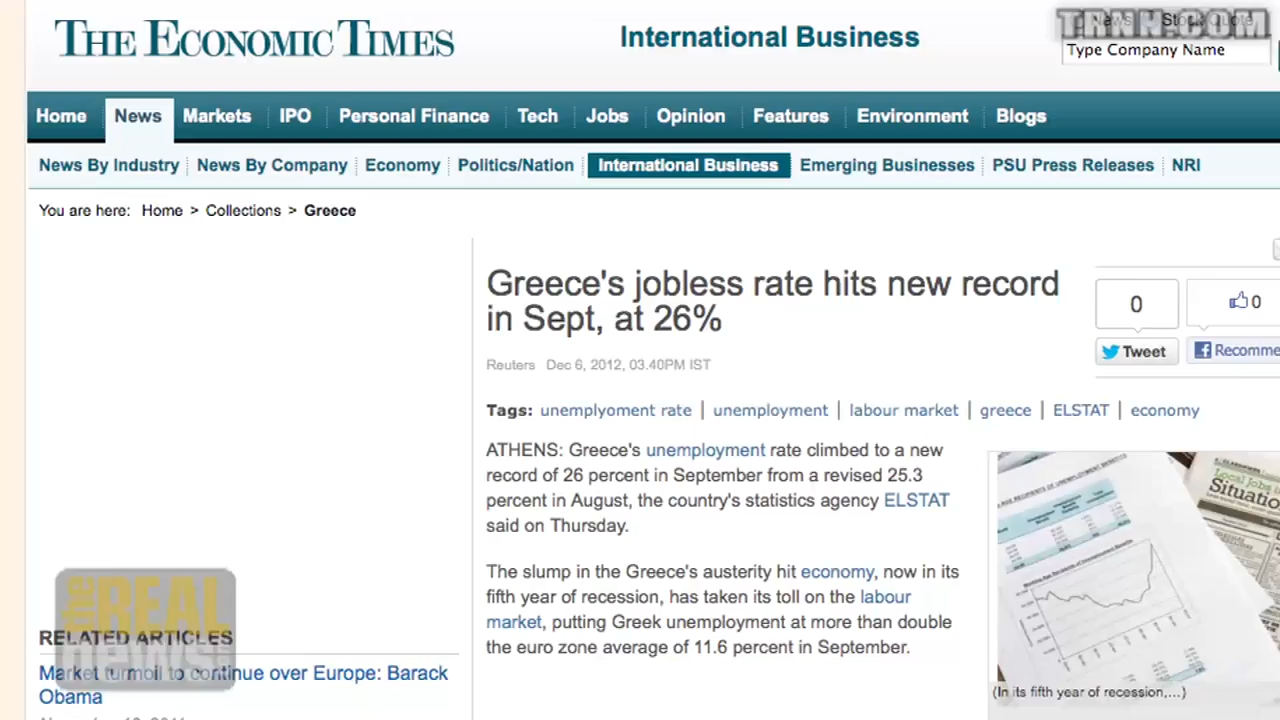 THE ECONOMIC TIMES
International Business
TRNN.COM
News Stock Quote
Type Company Name
Home News Markets IPO Personal Finance Tech Jobs Opinion Features Environment Blogs
News By Industry News By Company Economy Politics/Nation International Business Emerging Businesses PSU Press Releases NRI
You are here: Home > Collections > Greece
Greece's jobless rate hits new record
in Sept, at 26%
Reuters Dec 6, 2012, 03.40PM IST
0
0
Tweet
Recomme
Tags: unemplyoment rate | unemployment | labour market | greece | ELSTAT | economy
ATHENS: Greece's unemployment rate climbed to a new
record of 26 percent in September from a revised 25.3
percent in August, the country's statistics agency ELSTAT
said on Thursday.
The slump in the Greece's austerity hit economy, now in its
fifth year of recession, has taken its toll on the labour
market, putting Greek unemployment at more than double
the euro zone average of 11.6 percent in September.
Local Jobs
Situatio
(In its fifth year of recession,...)
the REAL
news
RELATED ARTICLES
Market turmoil to continue over Europe: Barack
Obama